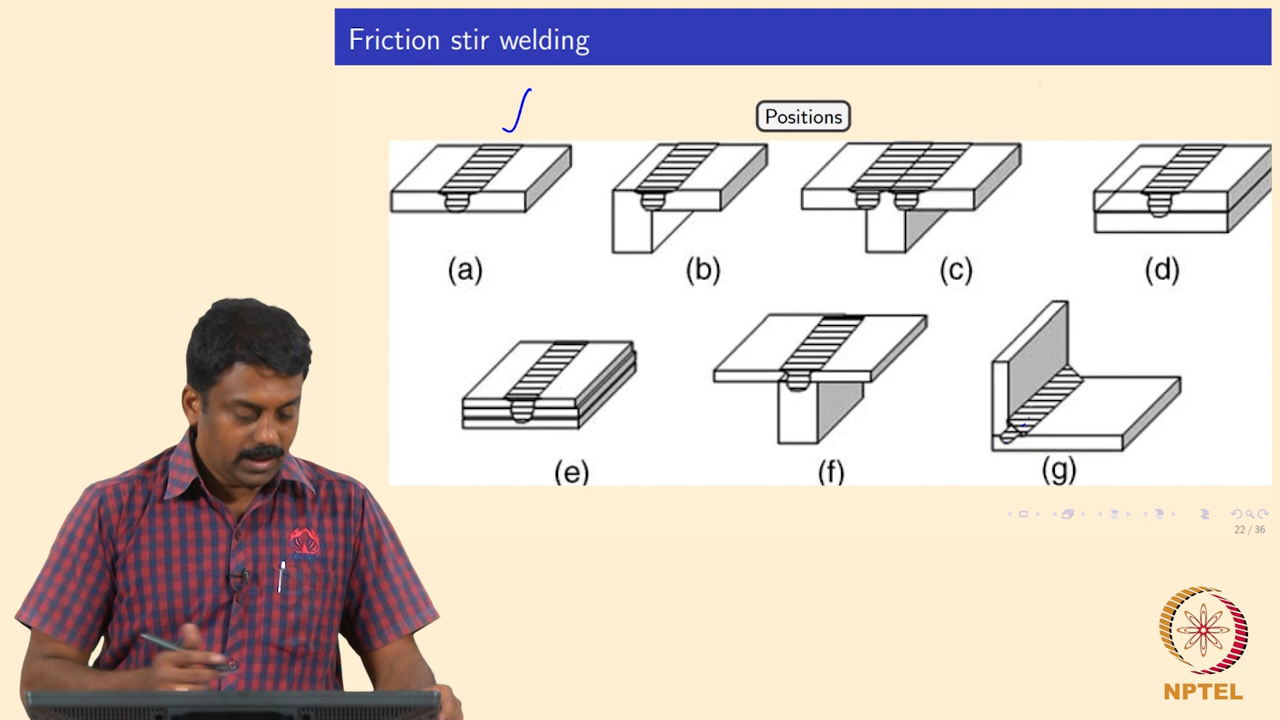 Friction stir welding
Positions
(a)
(b)
(c)
(d)
(e)
(f)
(g)
22 / 36
NPTEL